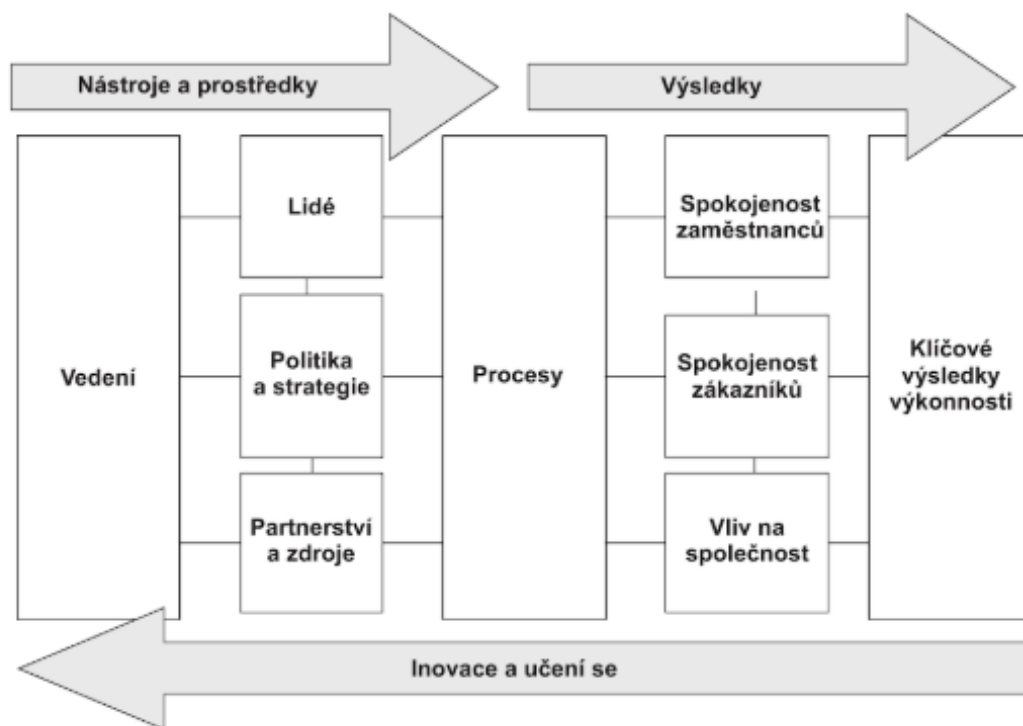 Nástroje a prostředky
Výsledky
Vedení
Lidé
Politika
a strategie
Partnerství
a zdroje
Procesy
Spokojenost
zaměstnanců
Spokojenost
zákazníků
Vliv na
společnost
Klíčové
výsledky
výkonnosti
Inovace a učení se